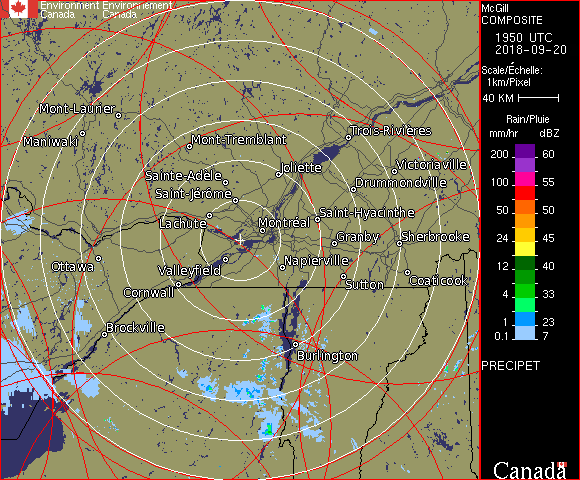 Environment Environnement
Canada Canada
McGill
COMPOSITE
1950 UTC
2018-09-20
Scale/Échelle:
1km/Pixel
40 KM
Rain/Pluie
mm/hr dBZ
200 60
150 57
100 55
50 50
24 45
12 40
4 33
1 23
0.1 7
PRECIPET
Canada
Mont-Laurier
Maniwaki
Mont-Tremblant
Trois-Rivières
Joliette
Victoriaville
Sainte-Adèle
Saint-Jérôme
Drummondville
Lachute
Montréal
Saint-Hyacinthe
Granby
Sherbrooke
Ottawa
Valleyfield
Napierville
Cornwall
Sutton
Coaticook
Brockville
Burlington